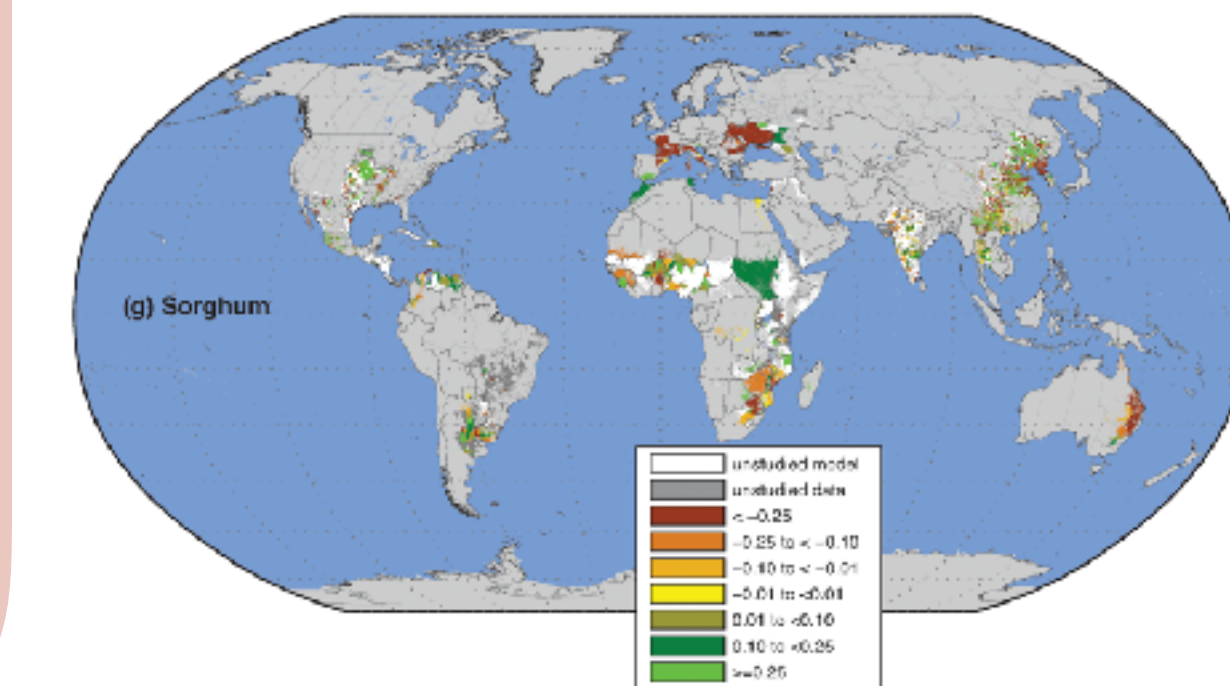 (g) Sorghum
unstudied model
unstudied data
< −0.25
−0.25 to < −0.10
−0.10 to < −0.01
−0.01 to <0.01
0.01 to <0.10
0.10 to <0.25
>=0.25